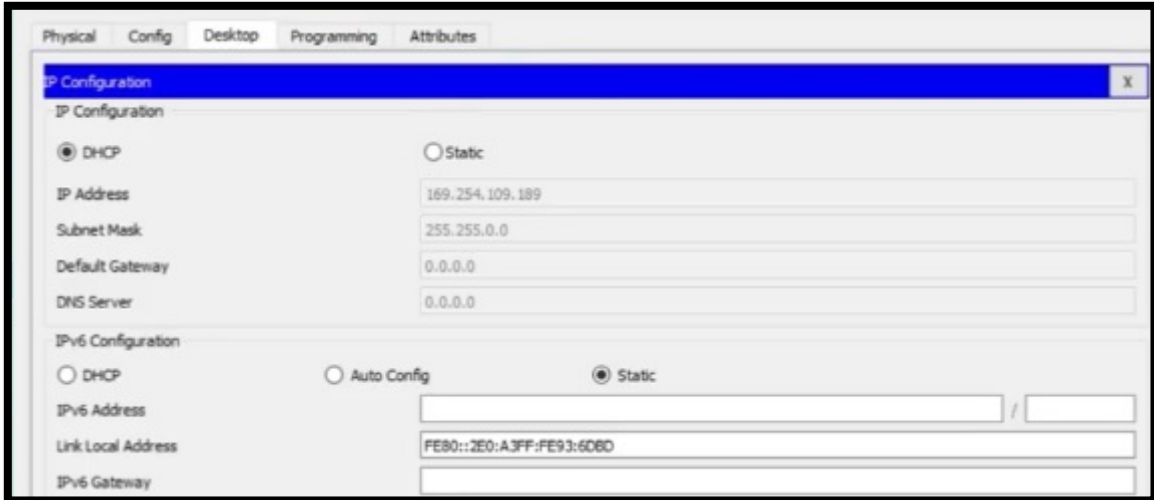 Physical Config Desktop Programming Attributes
IP Configuration X
IP Configuration
DHCP Static
IP Address 169.254.109.189
Subnet Mask 255.255.0.0
Default Gateway 0.0.0.0
DNS Server 0.0.0.0
IPv6 Configuration
DHCP Auto Config Static
IPv6 Address /
Link Local Address FE80::2E0:A3FF:FE93:6DBD
IPv6 Gateway